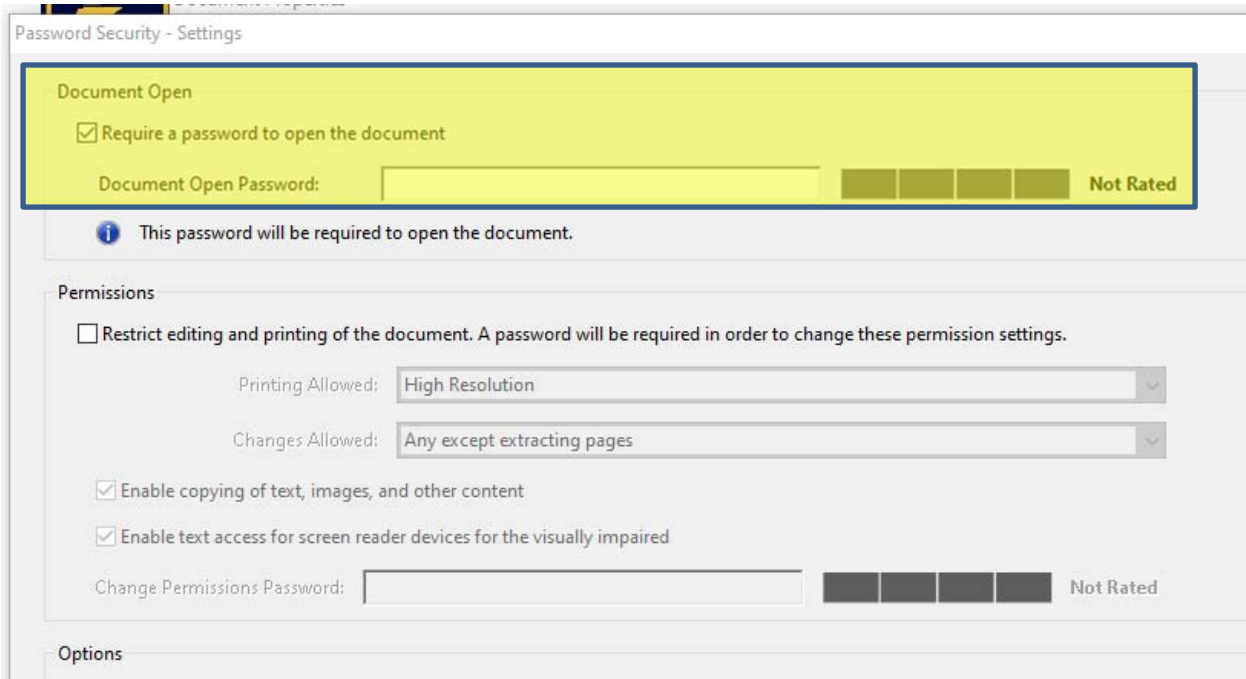 Document Properties
Password Security - Settings
Document Open
Require a password to open the document
Document Open Password: Not Rated
This password will be required to open the document.
Permissions
Restrict editing and printing of the document. A password will be required in order to change these permission settings.
Printing Allowed: High Resolution
Changes Allowed: Any except extracting pages
Enable copying of text, images, and other content
Enable text access for screen reader devices for the visually impaired
Change Permissions Password: Not Rated
Options